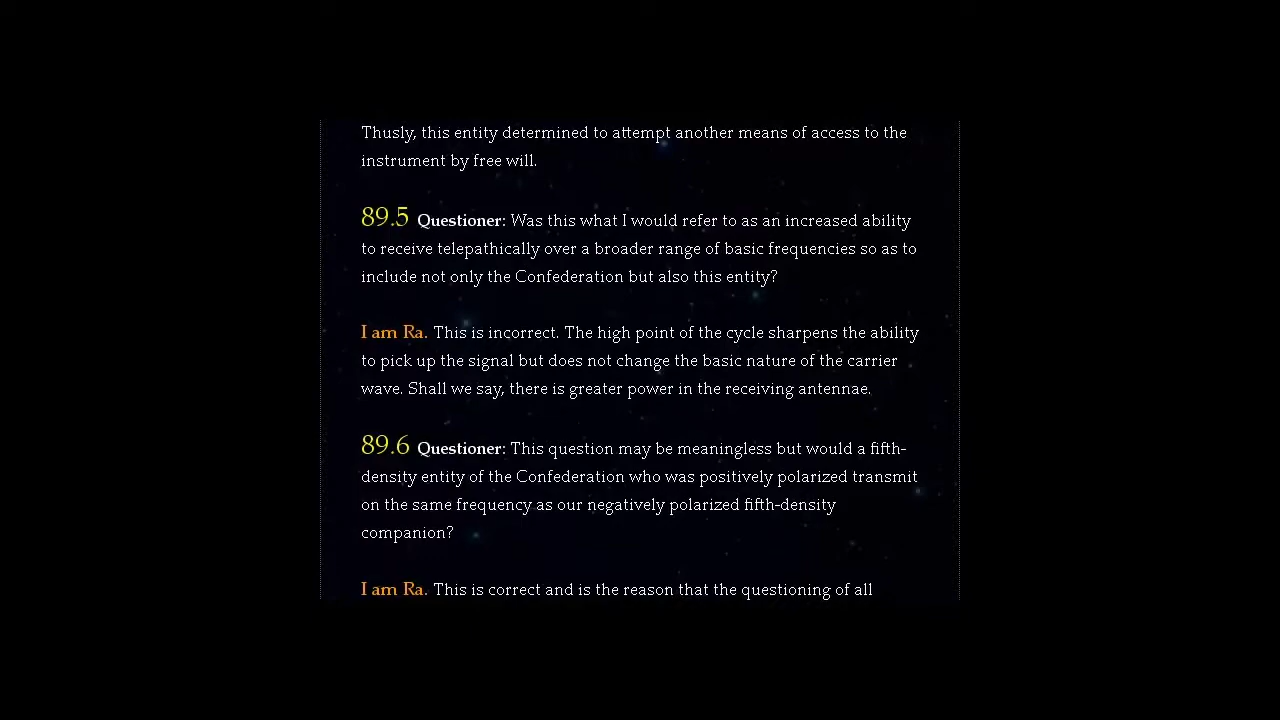 Thusly, this entity determined to attempt another means of access to the
instrument by free will.
89.5 Questioner: Was this what I would refer to as an increased ability
to receive telepathically over a broader range of basic frequencies so as to
include not only the Confederation but also this entity?
I am Ra. This is incorrect. The high point of the cycle sharpens the ability
to pick up the signal but does not change the basic nature of the carrier
wave. Shall we say, there is greater power in the receiving antennae.
89.6 Questioner: This question may be meaningless but would a fifth-
density entity of the Confederation who was positively polarized transmit
on the same frequency as our negatively polarized fifth-density
companion?
I am Ra. This is correct and is the reason that the questioning of all